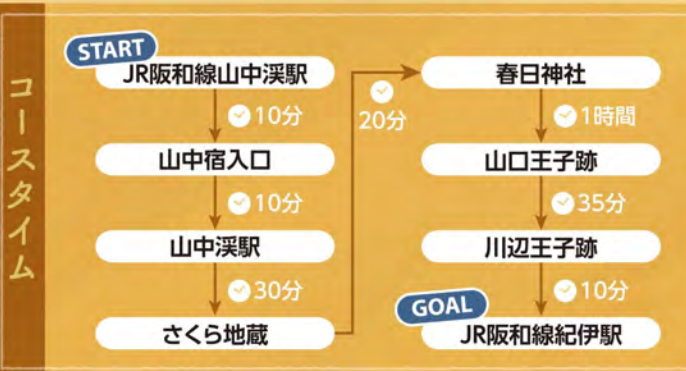 コースタイム
START
JR阪和線山中渓駅
10分
山中宿入口
10分
山中渓駅
30分
さくら地蔵
20分
春日神社
1時間
山口王子跡
35分
川辺王子跡
10分
GOAL
JR阪和線紀伊駅